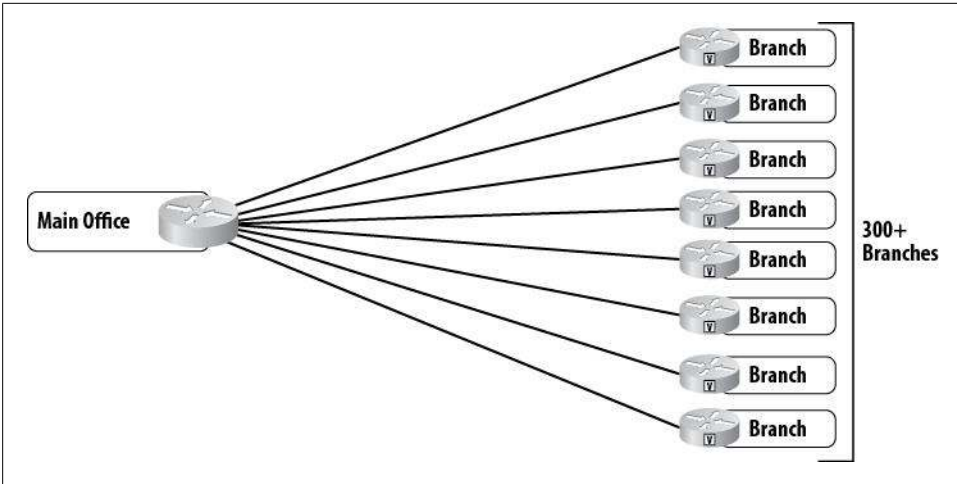 Branch
V
Branch
V
Branch
V
Main Office
Branch
V
Branch
V
Branch
V
Branch
V
Branch
V
300+
Branches